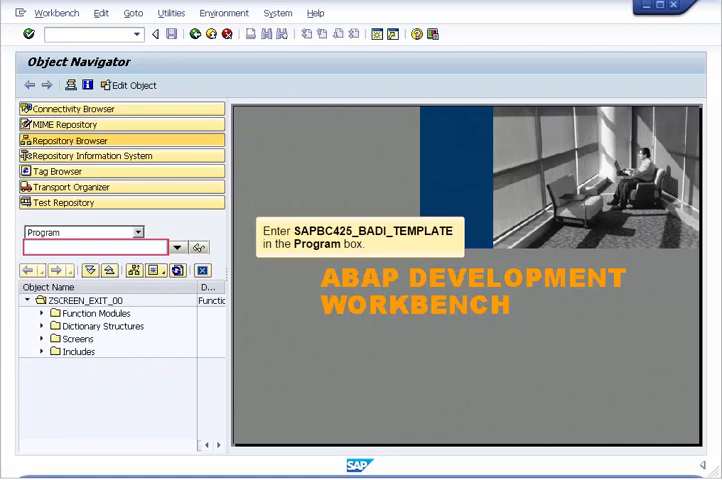 Workbench Edit Goto Utilities Environment System Help
Object Navigator
Edit Object
Connectivity Browser
MIME Repository
Repository Browser
Repository Information System
Tag Browser
Transport Organizer
Test Repository
Program
Enter SAPBC425_BADI_TEMPLATE
in the Program box.
ABAP DEVELOPMENT
WORKBENCH
Object Name D...
ZSCREEN_EXIT_00 Functio
Function Modules
Dictionary Structures
Screens
Includes
SAP